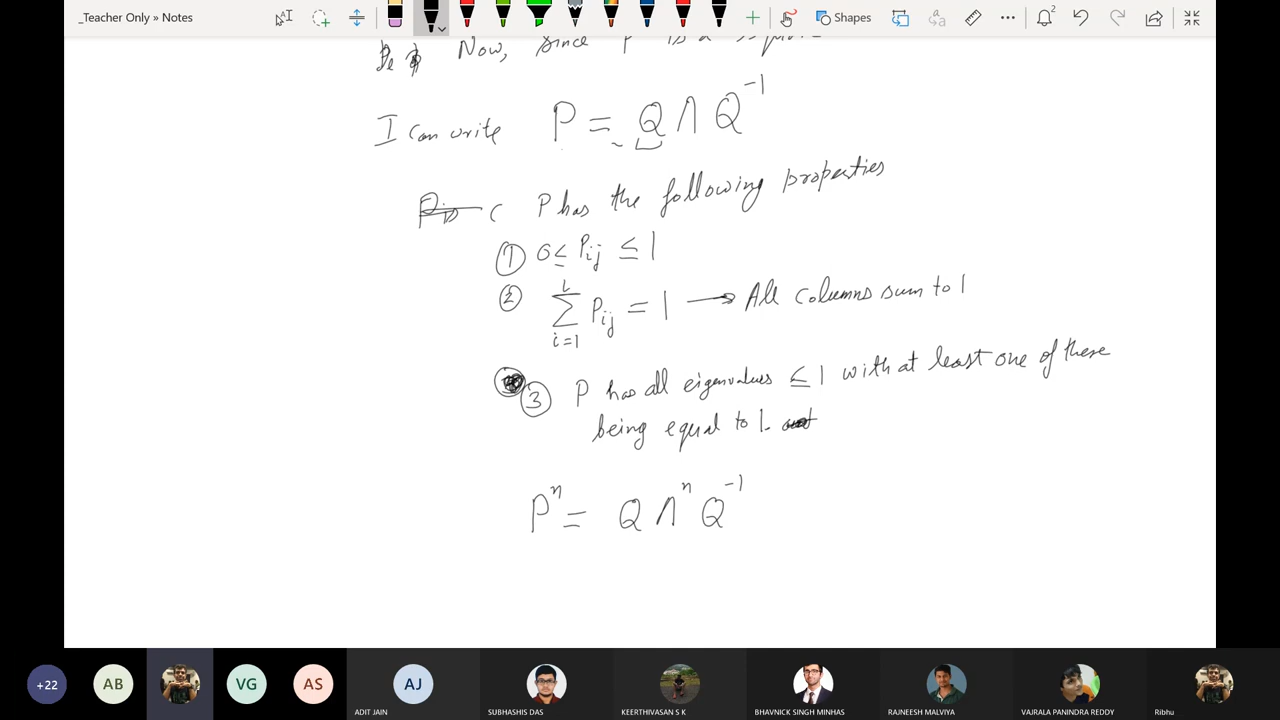 _Teacher Only » Notes
Shapes
Now, since P is a
I can write P = Q Λ Q⁻¹
P has the following properties
① 0 ≤ Pij ≤ 1
② ∑ i=1 L Pij = 1 → All columns sum to 1
③ P has all eigenvalues ≤ 1 with at least one of these
being equal to 1.
Pⁿ = Q Λⁿ Q⁻¹
+22 AB VG AS AJ
ADIT JAIN SUBHASHIS DAS KEERTHIVASAN S K BHAVNICK SINGH MINHAS RAJNEESH MALVIYA VAJRALA PANINDRA REDDY Ribhu